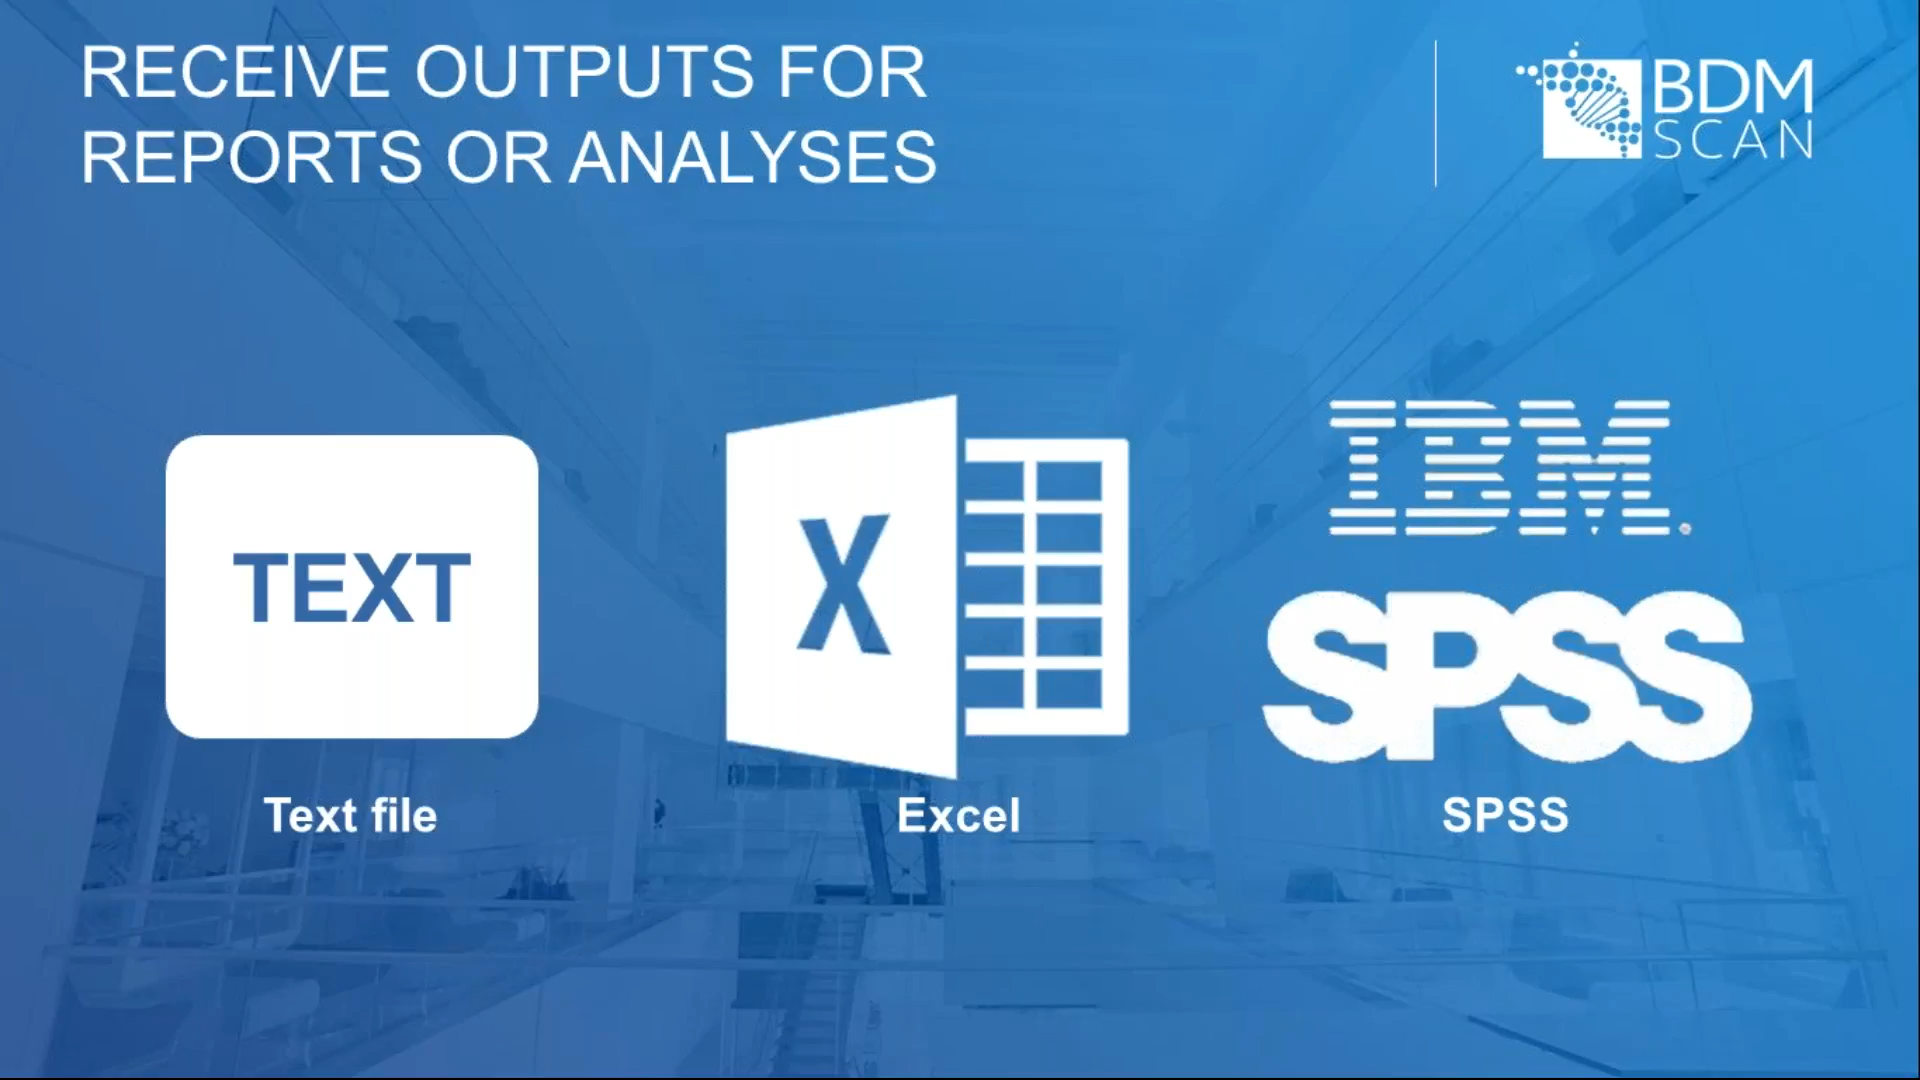 RECEIVE OUTPUTS FOR
REPORTS OR ANALYSES
BDM
SCAN
TEXT
X
IBM.
SPSS
Text file
Excel
SPSS